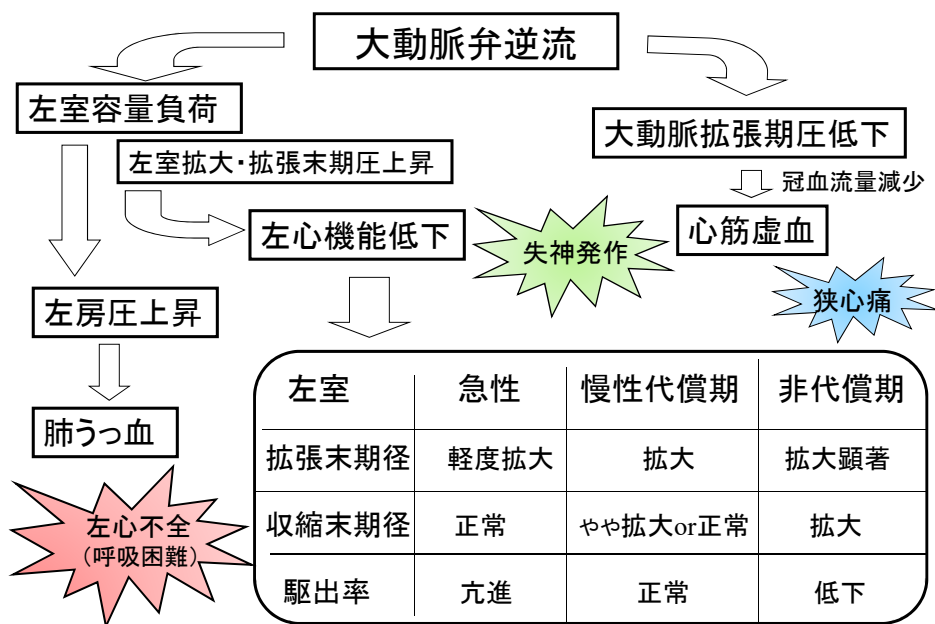 大動脈弁逆流
左室容量負荷
大動脈拡張期圧低下
左室拡大・拡張末期圧上昇
冠血流量減少
左心機能低下
失神発作
心筋虚血
狭心痛
左房圧上昇
肺うっ血
左心不全
(呼吸困難)
左室 急性 慢性代償期 非代償期
拡張末期径 軽度拡大 拡大 拡大顕著
収縮末期径 正常 やや拡大or正常 拡大
駆出率 亢進 正常 低下